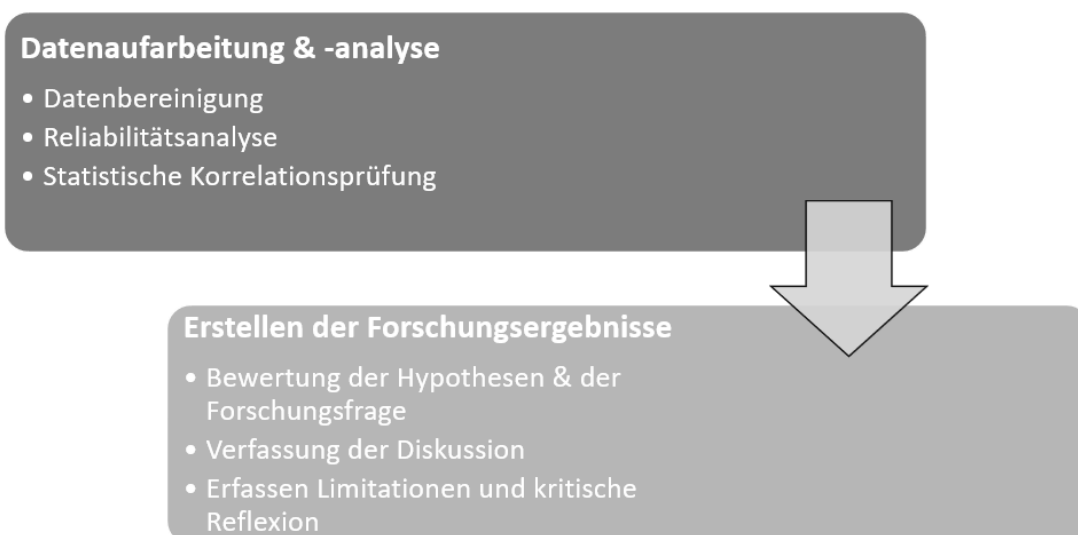 Datenaufarbeitung & -analyse
• Datenbereinigung
• Reliabilitätsanalyse
• Statistische Korrelationsprüfung
Erstellen der Forschungsergebnisse
• Bewertung der Hypothesen & der
Forschungsfrage
• Verfassung der Diskussion
• Erfassen Limitationen und kritische
Reflexion